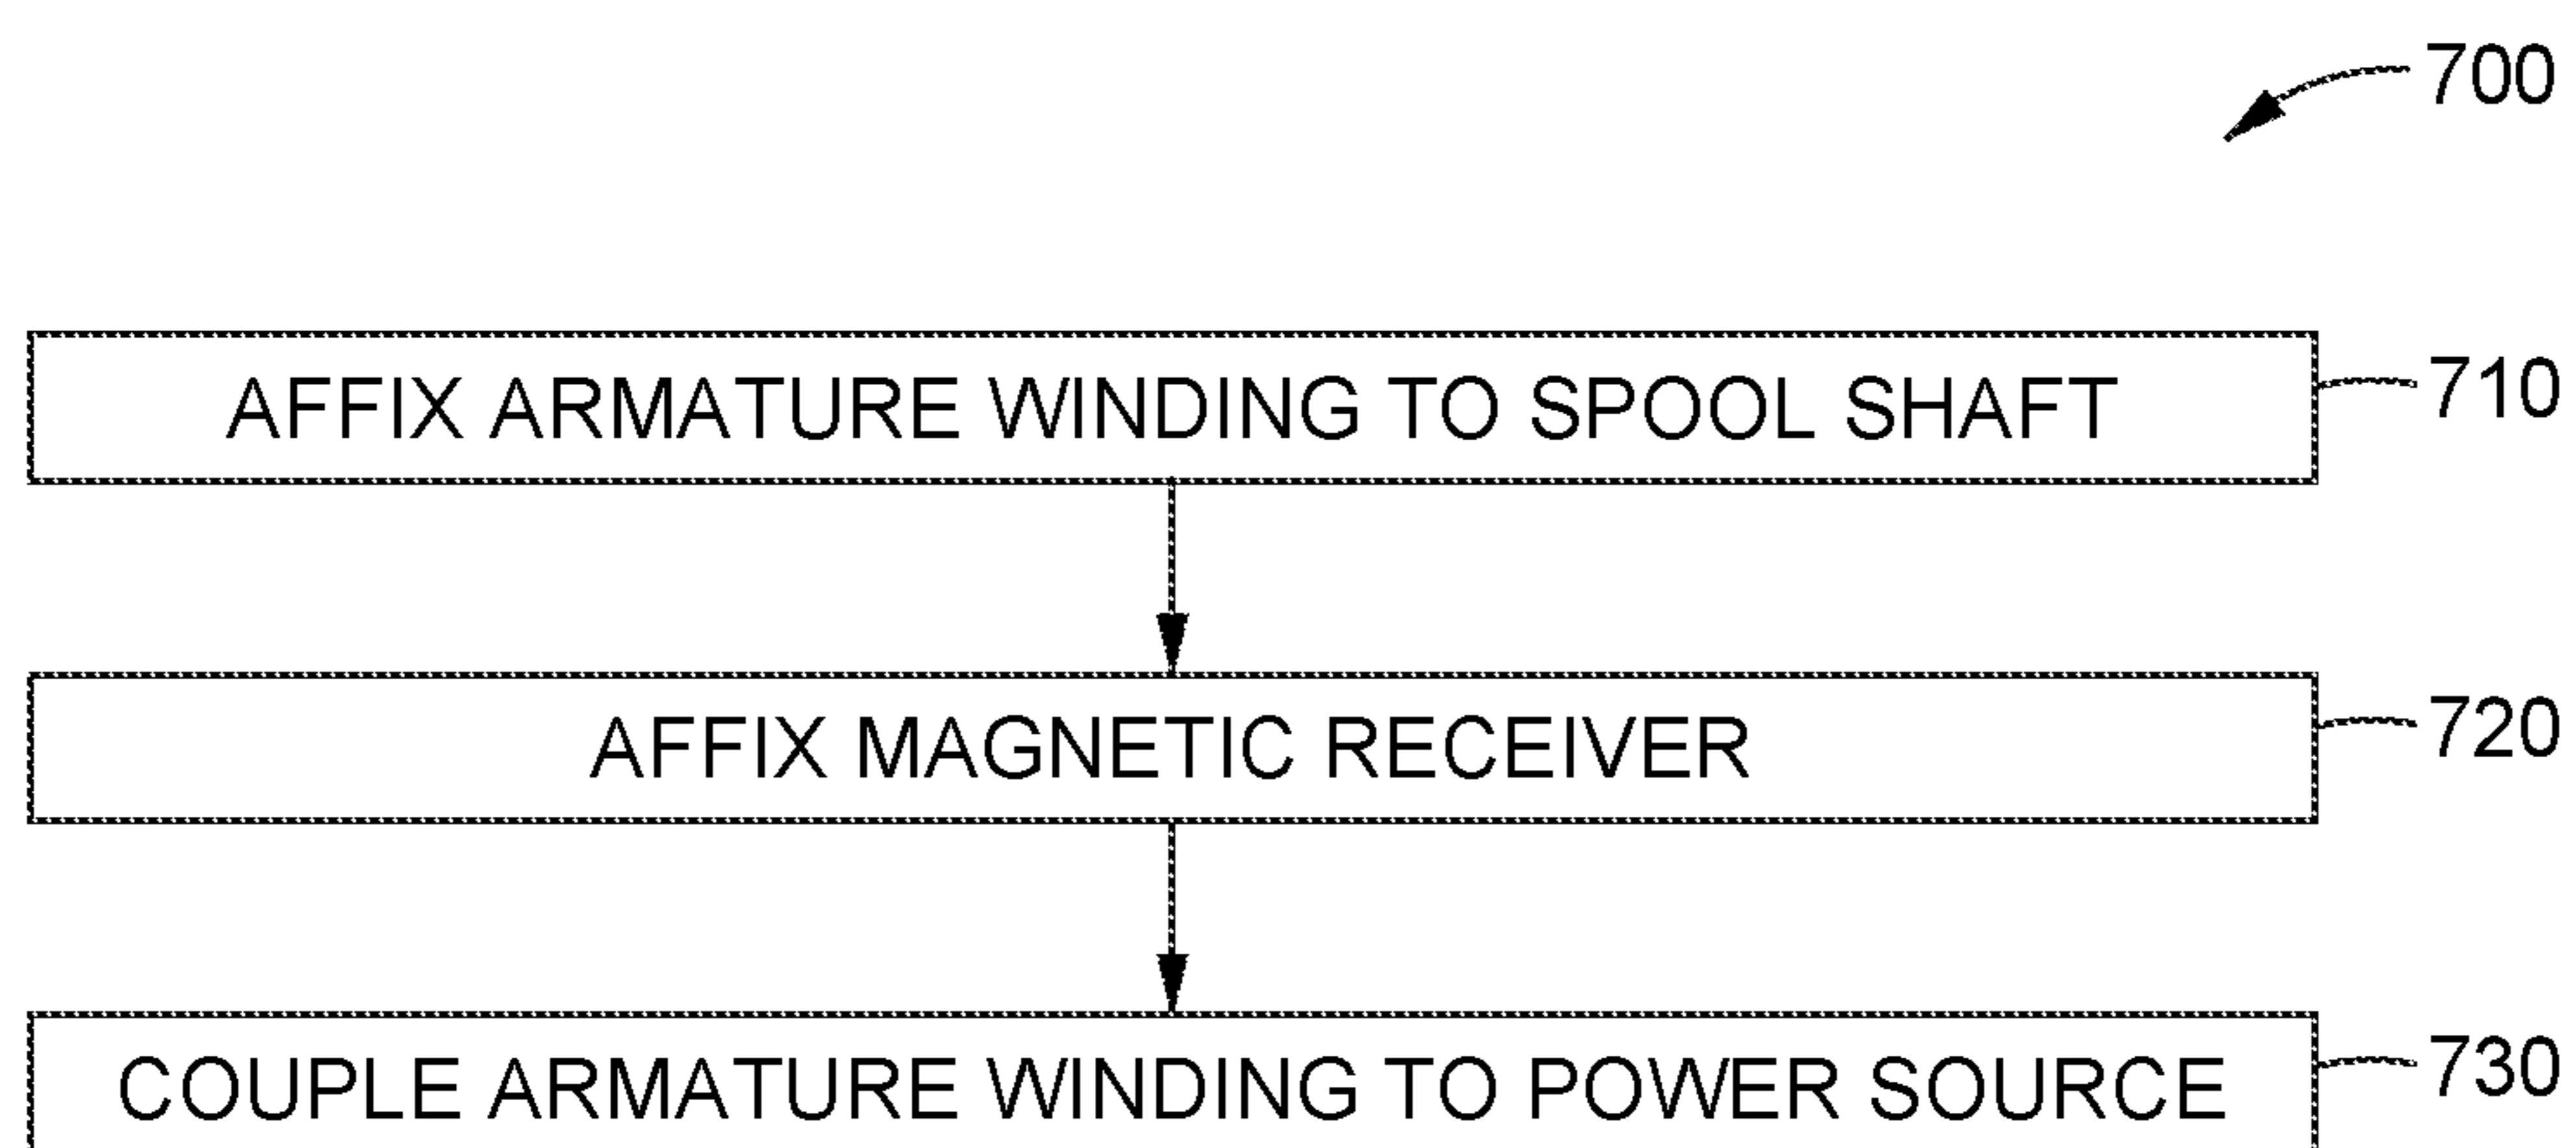 700
AFFIX ARMATURE WINDING TO SPOOL SHAFT
710
AFFIX MAGNETIC RECEIVER
720
COUPLE ARMATURE WINDING TO POWER SOURCE
730